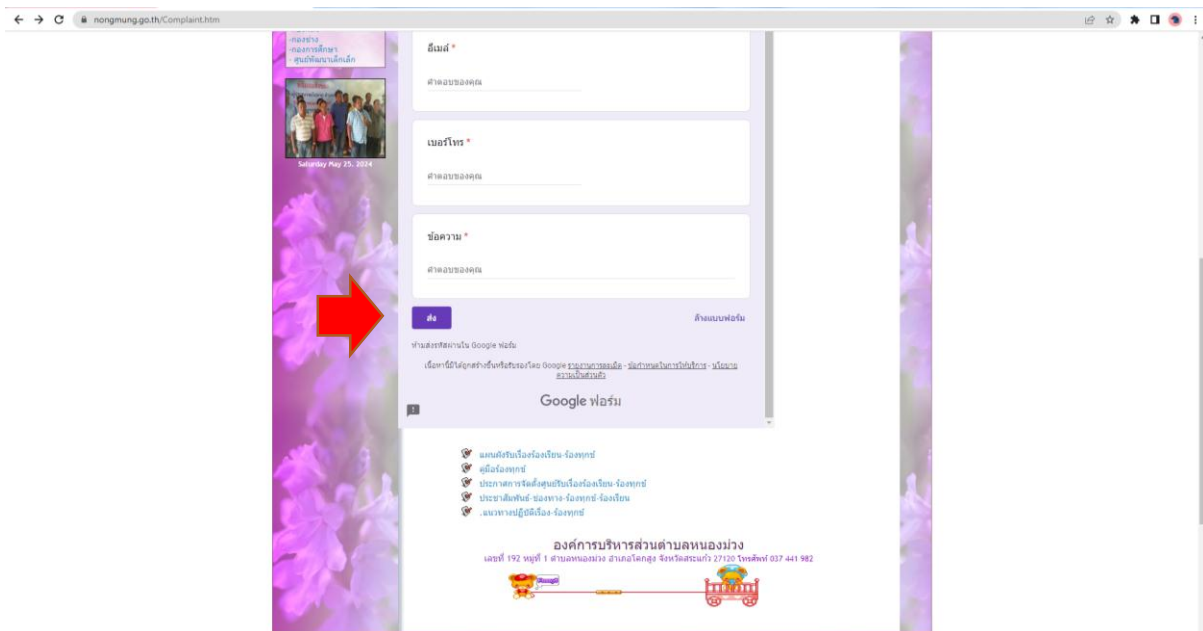 nongmung.go.th/Complaint.htm
-กองช่าง
-กองการศึกษา
- ศูนย์พัฒนาเด็กเล็ก
Saturday May 25, 2024
อีเมล์ *
คำตอบของคุณ
เบอร์โทร *
คำตอบของคุณ
ข้อความ *
คำตอบของคุณ
ส่ง
ล้างแบบฟอร์ม
ห้ามส่งรหัสผ่านใน Google ฟอร์ม
เนื้อหานี้มิได้ถูกสร้างขึ้นหรือรับรองโดย Google รายงานการละเมิด - ข้อกำหนดในการให้บริการ - นโยบาย
ความเป็นส่วนตัว
Google ฟอร์ม
แผนผังรับเรื่องร้องเรียน-ร้องทุกข์
คู่มือร้องทุกข์
ประกาศการจัดตั้งศูนย์รับเรื่องร้องเรียน-ร้องทุกข์
ประชาสัมพันธ์-ช่องทาง-ร้องทุกข์-ร้องเรียน
.แนวทางปฏิบัติเรื่อง-ร้องทุกข์
องค์การบริหารส่วนตำบลหนองม่วง
เลขที่ 192 หมู่ที่ 1 ตำบลหนองม่วง อำเภอโคกสูง จังหวัดสระแก้ว 27120 โทรศัพท์ 037 441 982